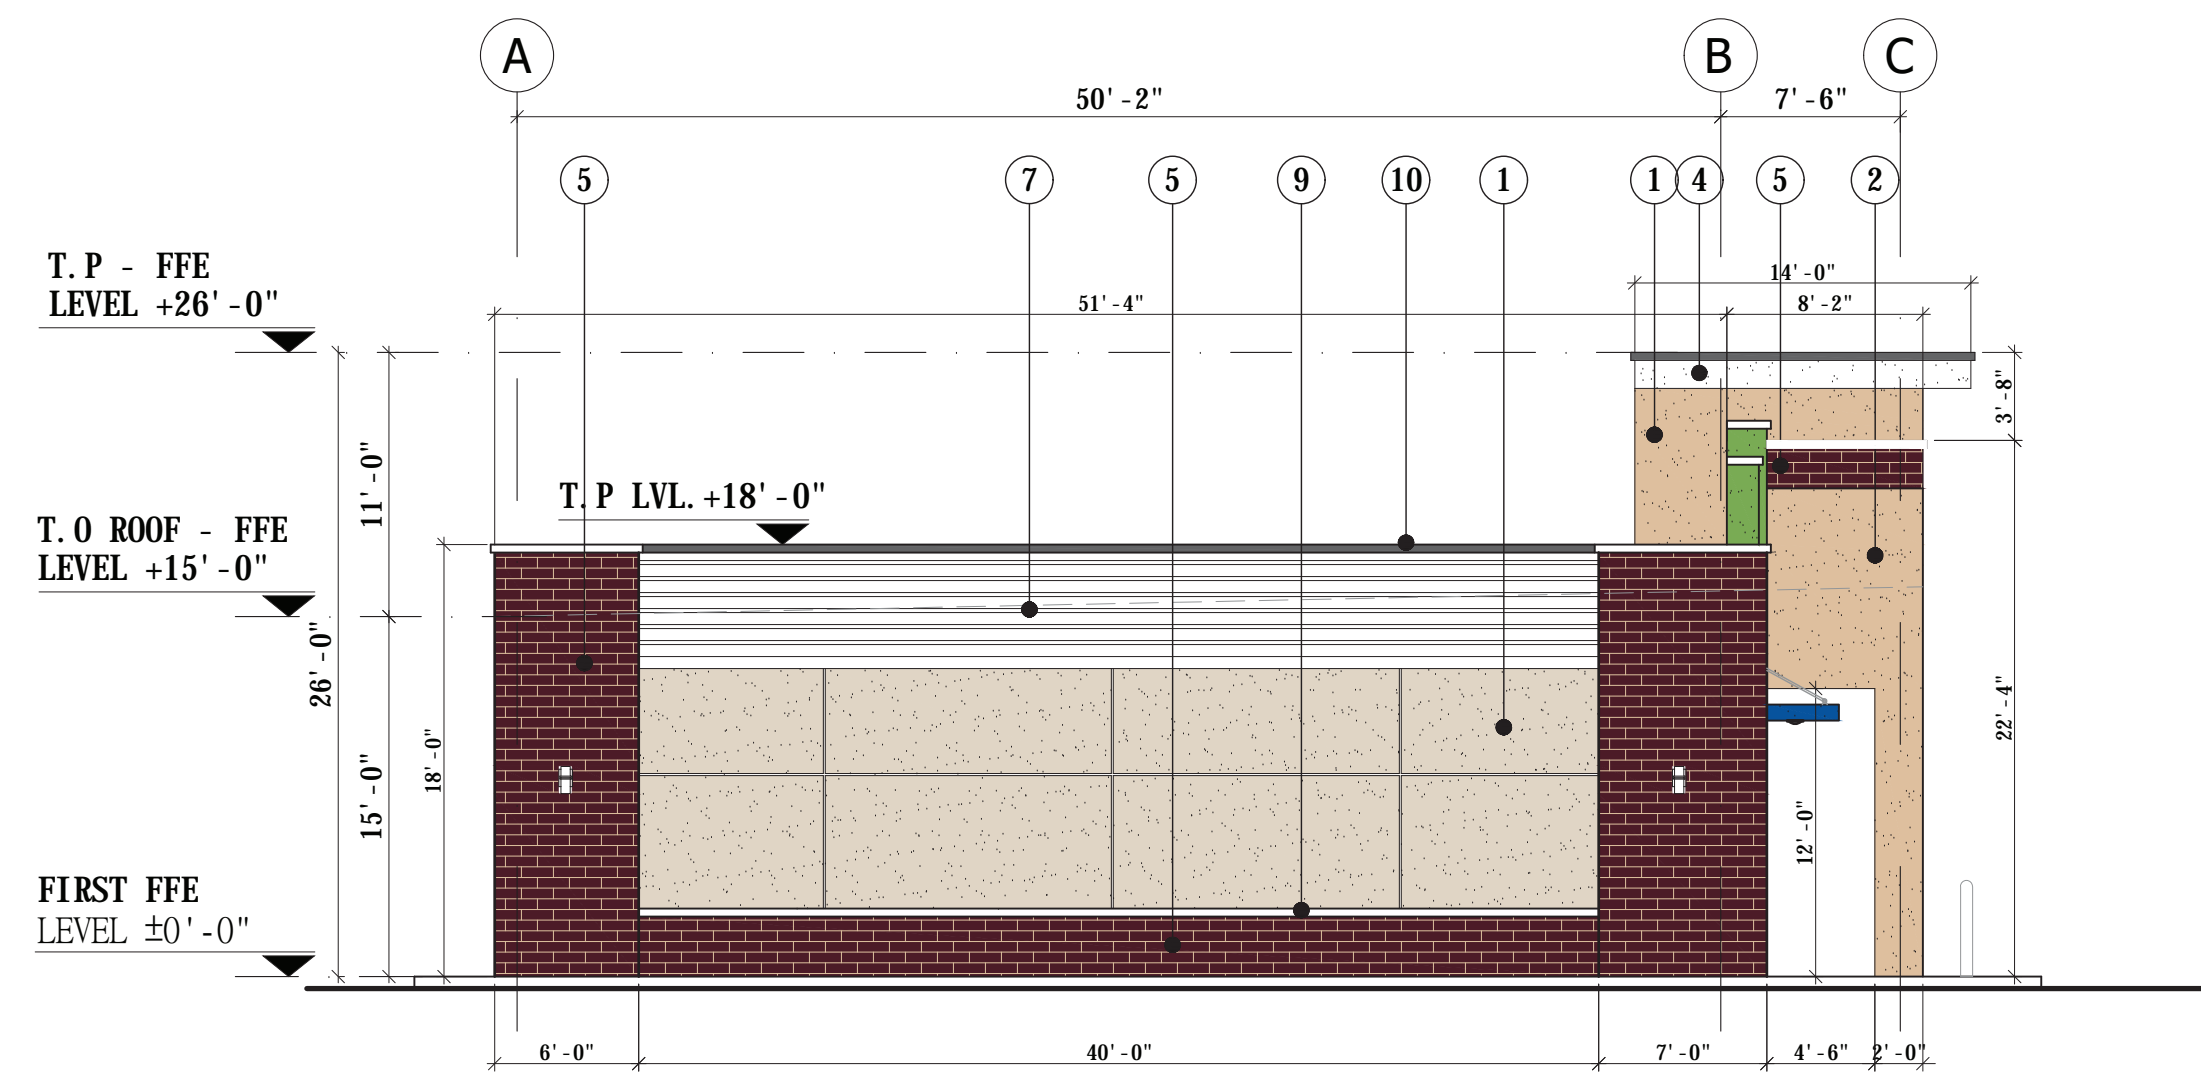 A
B
C
50'-2"
7'-6"
5
7
5
9
10
1
1
4
5
2
T.P - FFE
LEVEL +26'-0"
14'-0"
51'-4"
8'-2"
3'-8"
11'-0"
T.P LVL. +18'-0"
T.O ROOF - FFE
LEVEL +15'-0"
26'-0"
18'-0"
15'-0"
22'-4"
12'-0"
FIRST FFE
LEVEL ±0'-0"
6'-0"
40'-0"
7'-0"
4'-6"
2'-0"